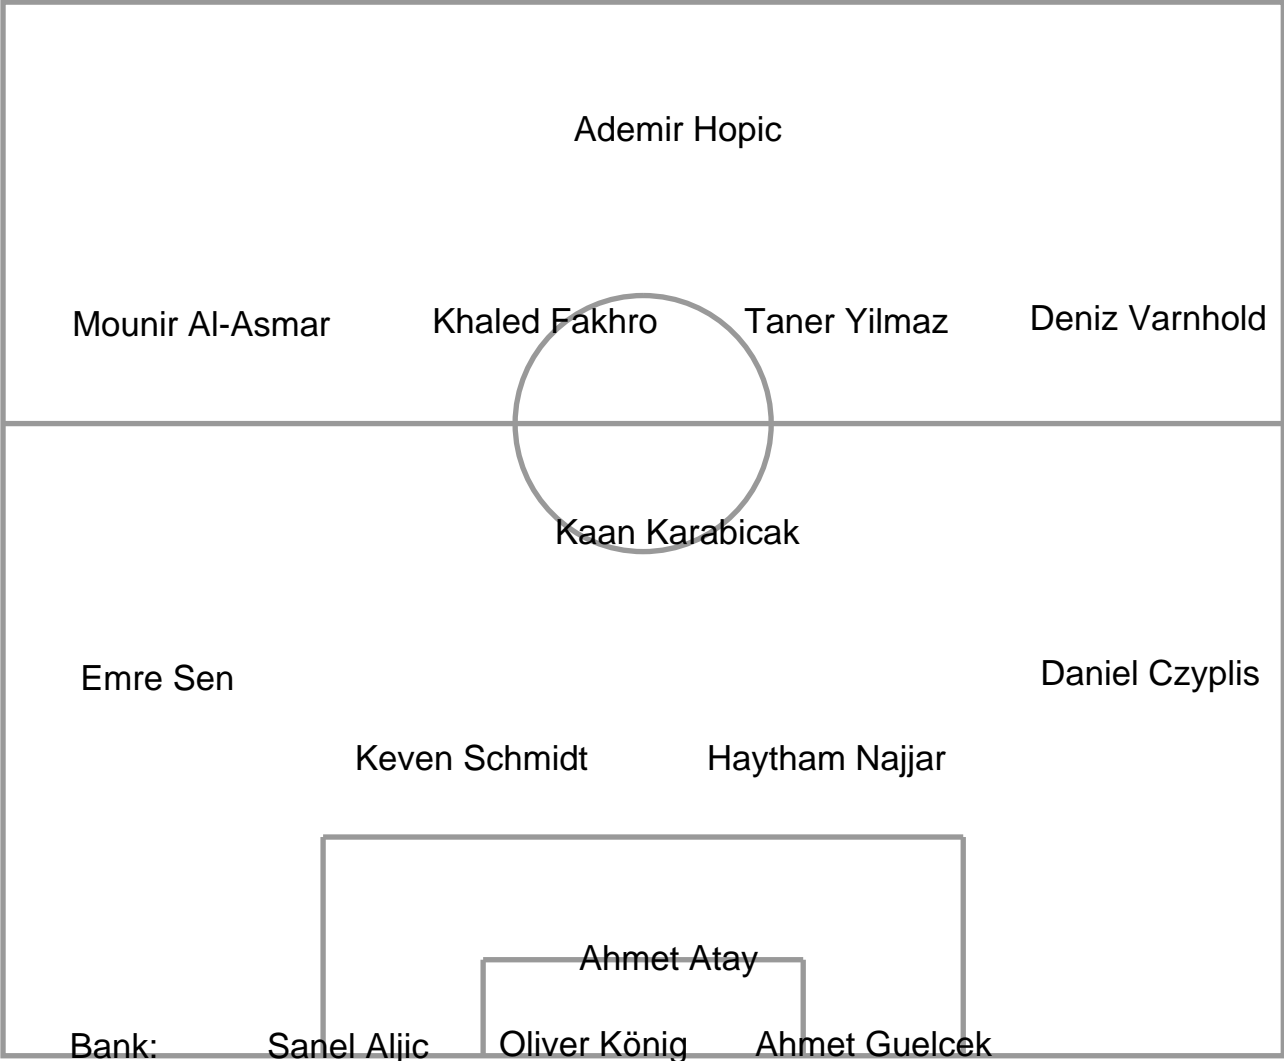 Ademir Hopic
Mounir Al-Asmar Khaled Fakhro Taner Yilmaz Deniz Varnhold
Kaan Karabicak
Emre Sen Daniel Czyplis
Keven Schmidt Haytham Najjar
Ahmet Atay
Bank: Sanel Aljic Oliver König Ahmet Guelcek